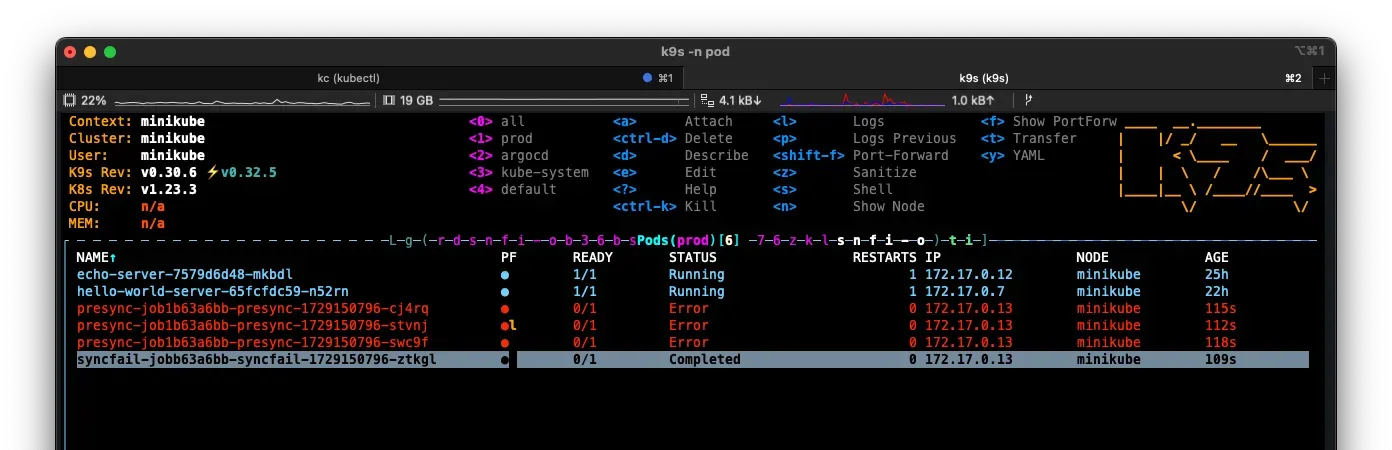 k9s -n pod ⌥⌘1
kc (kubectl) ⌘1 k9s (k9s) ⌘2 +
22% 19 GB 4.1 kB↓ 1.0 kB↑
Context: minikube <0> all <a> Attach <l> Logs <f> Show PortForw
Cluster: minikube <1> prod <ctrl-d> Delete <p> Logs Previous <t> Transfer
User: minikube <2> argocd <d> Describe <shift-f> Port-Forward <y> YAML
K9s Rev: v0.30.6 ⚡v0.32.5 <3> kube-system <e> Edit <z> Sanitize
K8s Rev: v1.23.3 <4> default <?> Help <s> Shell
CPU: n/a <ctrl-k> Kill <n> Show Node
MEM: n/a
L-g-(-r-d-s-n-f-i---o-b-3-6-b-sPods(prod)[6] -7-6-z-k-l-s-n-f-i-–-o-)-t-i-]
NAME↑ PF READY STATUS RESTARTS IP NODE AGE
echo-server-7579d6d48-mkbdl ● 1/1 Running 1 172.17.0.12 minikube 25h
hello-world-server-65fcfdc59-n52rn ● 1/1 Running 1 172.17.0.7 minikube 22h
presync-job1b63a6bb-presync-1729150796-cj4rq ● 0/1 Error 0 172.17.0.13 minikube 115s
presync-job1b63a6bb-presync-1729150796-stvnj ●l 0/1 Error 0 172.17.0.13 minikube 112s
presync-job1b63a6bb-presync-1729150796-swc9f ● 0/1 Error 0 172.17.0.13 minikube 118s
syncfail-jobb63a6bb-syncfail-1729150796-ztkgl ● 0/1 Completed 0 172.17.0.13 minikube 109s